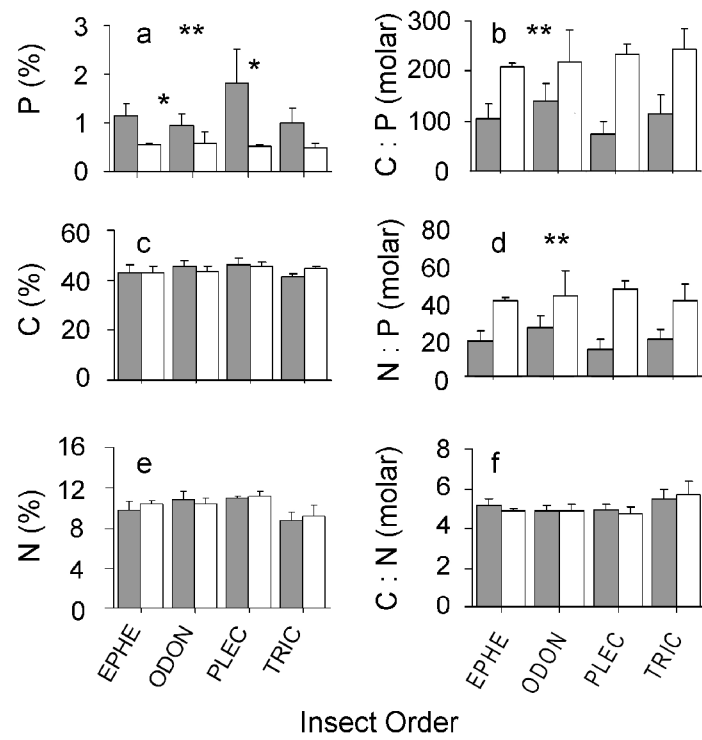 a
**
*
*
P (%)
3
2
1
0
b
**
C : P (molar)
300
200
100
0
c
C (%)
60
40
20
0
d
**
N : P (molar)
80
60
40
20
0
e
N (%)
16
12
8
4
0
EPHE
ODON
PLEC
TRIC
f
C : N (molar)
8
6
4
2
0
EPHE
ODON
PLEC
TRIC
Insect Order